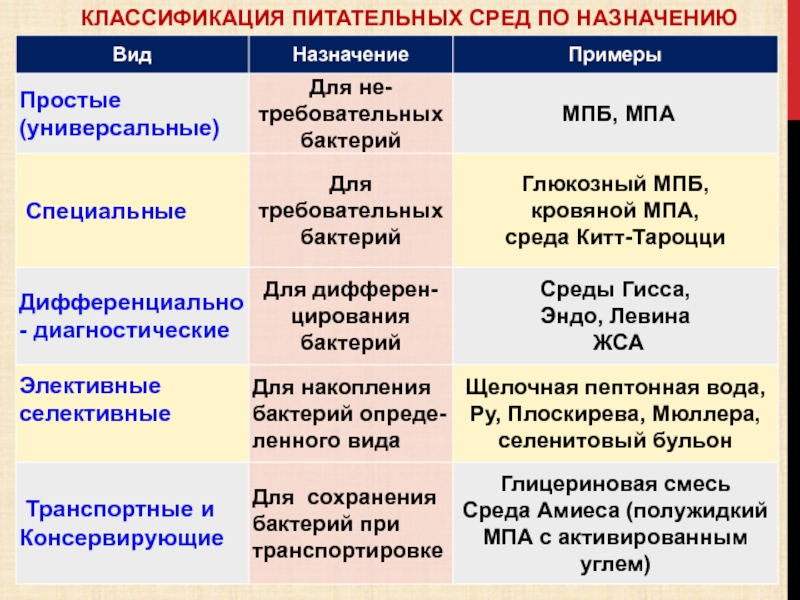 КЛАССИФИКАЦИЯ ПИТАТЕЛЬНЫХ СРЕД ПО НАЗНАЧЕНИЮ
Вид
Назначение
Примеры
Простые
(универсальные)
Для не-
требовательных
бактерий
МПБ, МПА
Специальные
Для
требовательных
бактерий
Глюкозный МПБ,
кровяной МПА,
среда Китт-Тароцци
Дифференциально
- диагностические
Для дифферен-
цирования
бактерий
Среды Гисса,
Эндо, Левина
ЖСА
Элективные
селективные
Для накопления
бактерий опреде-
ленного вида
Щелочная пептонная вода,
Ру, Плоскирева, Мюллера,
селенитовый бульон
Транспортные и
Консервирующие
Для сохранения
бактерий при
транспортировке
Глицериновая смесь
Среда Амиеса (полужидкий
МПА с активированным
углем)